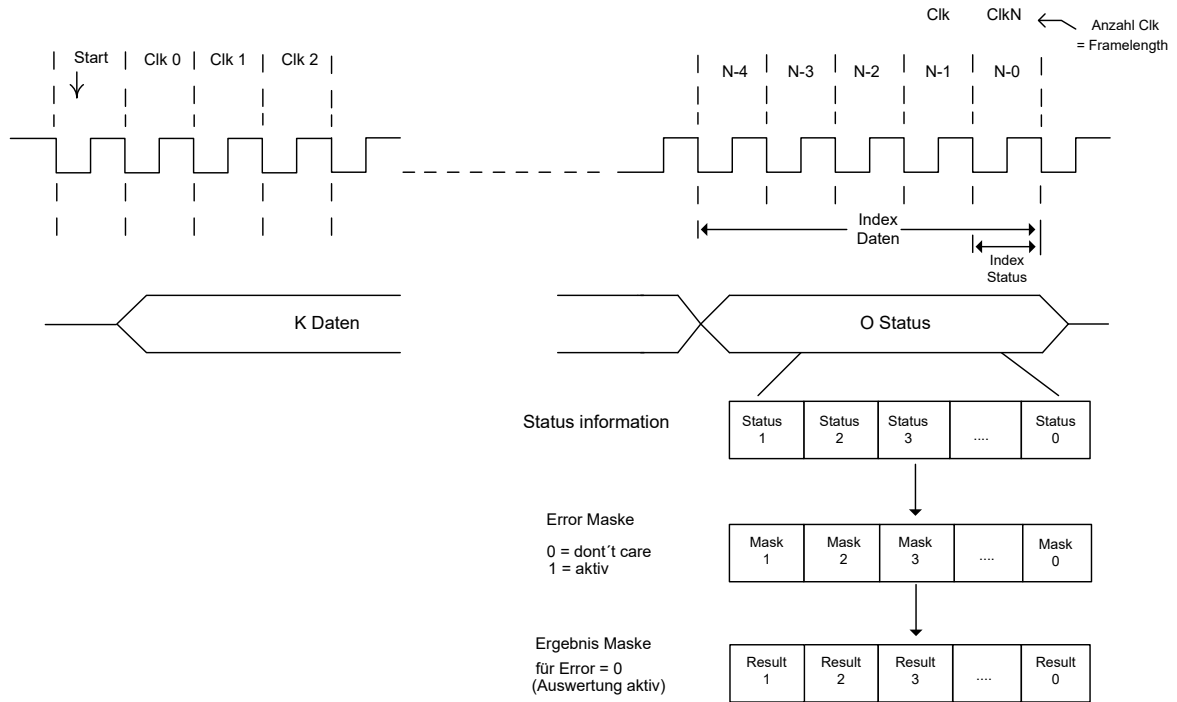 Clk ClkN
Anzahl Clk
= Framelength
Start Clk 0 Clk 1 Clk 2
N-4 N-3 N-2 N-1 N-0
Index
Daten
Index
Status
K Daten
O Status
Status information
Status
1
Status
2
Status
3
....
Status
0
Error Maske
0 = dont´t care
1 = aktiv
Mask
1
Mask
2
Mask
3
....
Mask
0
Ergebnis Maske
für Error = 0
(Auswertung aktiv)
Result
1
Result
2
Result
3
....
Result
0